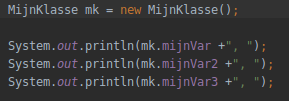 MijnKlasse mk = new MijnKlasse();
System.out.println(mk.mijnVar +", ");
System.out.println(mk.mijnVar2 +", ");
System.out.println(mk.mijnVar3 +", ");